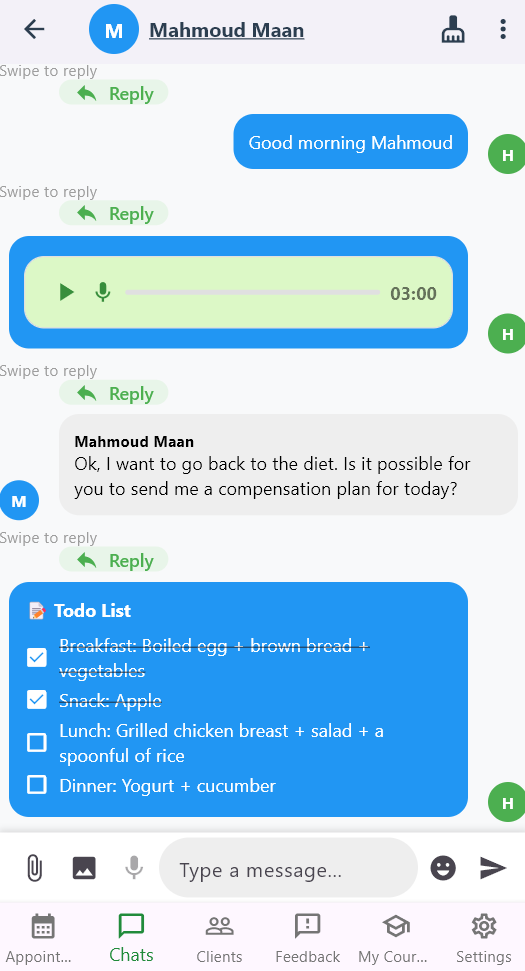 M Mahmoud Maan
Swipe to reply
Reply
Good morning Mahmoud
H
Swipe to reply
Reply
03:00
H
Swipe to reply
Reply
Mahmoud Maan
Ok, I want to go back to the diet. Is it possible for
you to send me a compensation plan for today?
M
Swipe to reply
Reply
Todo List
Breakfast: Boiled egg + brown bread +
vegetables
Snack: Apple
Lunch: Grilled chicken breast + salad + a
spoonful of rice
Dinner: Yogurt + cucumber
H
Type a message...
Appoint... Chats Clients Feedback My Cour... Settings